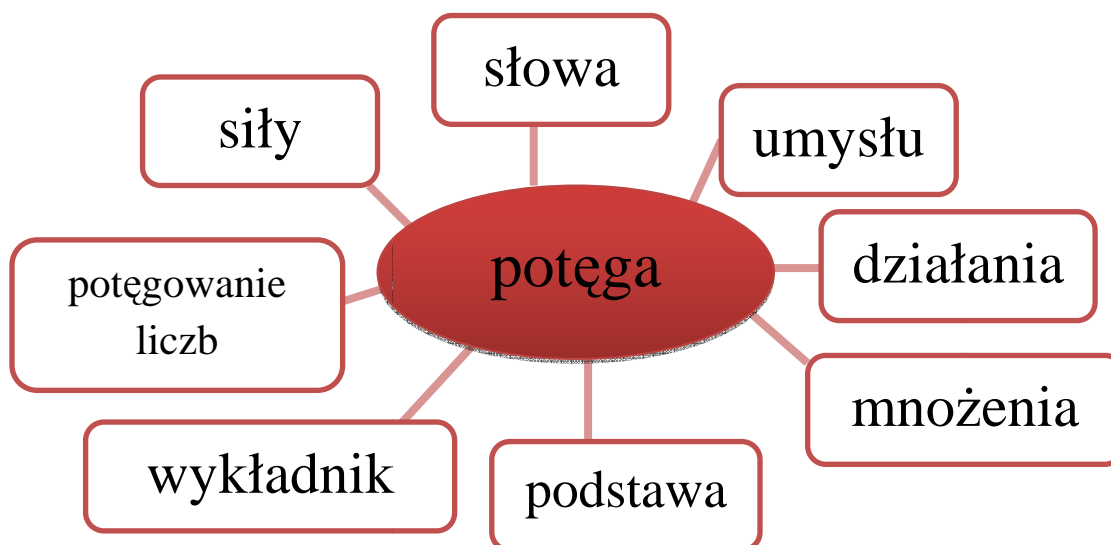 słowa
siły
umysłu
działania
potęga
potęgowanie
liczb
mnożenia
wykładnik
podstawa